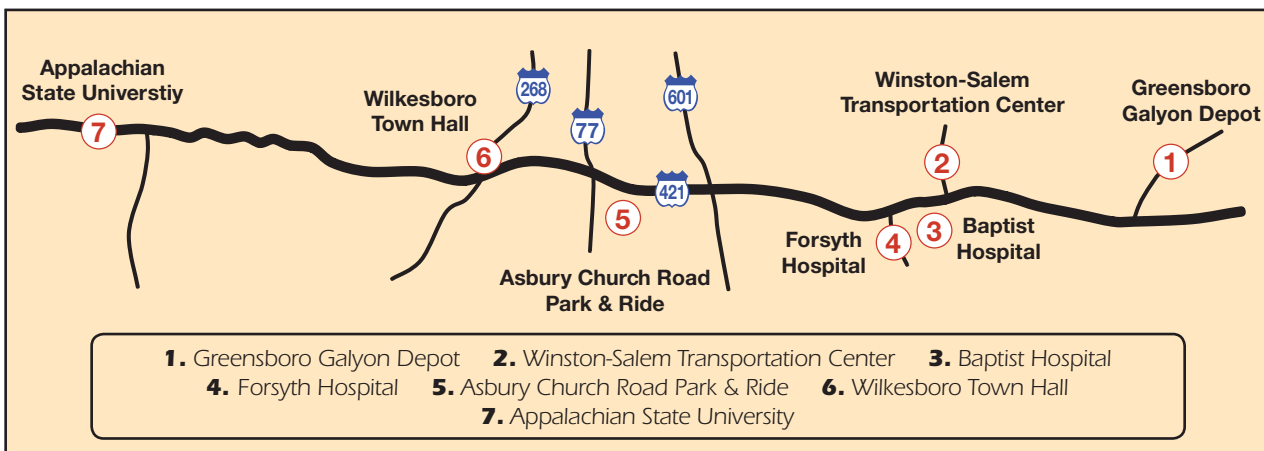 Appalachian
State Universtiy
7
Wilkesboro
Town Hall
6
268
77
5
421
601
Asbury Church Road
Park & Ride
Winston-Salem
Transportation Center
2
Greensboro
Galyon Depot
1
Forsyth
Hospital
4
3
Baptist
Hospital
1. Greensboro Galyon Depot 2. Winston-Salem Transportation Center 3. Baptist Hospital
4. Forsyth Hospital 5. Asbury Church Road Park & Ride 6. Wilkesboro Town Hall
7. Appalachian State University